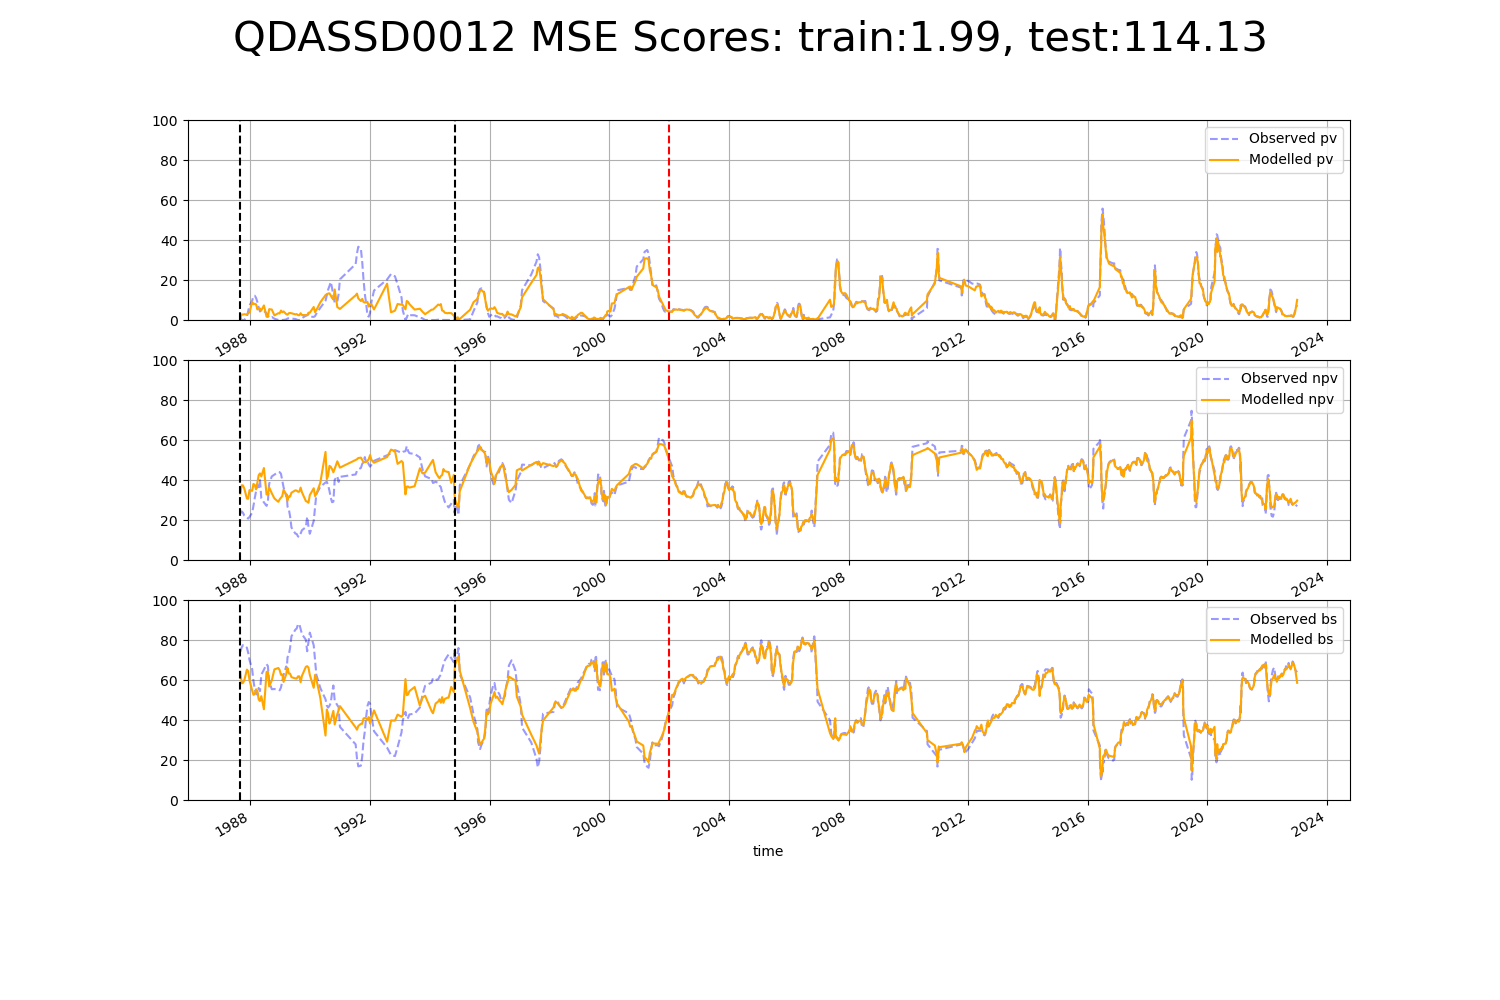 QDASSD0012 MSE Scores: train:1.99, test:114.13
100
80
60
40
20
0
Observed pv
Modelled pv
1988 1992 1996 2000 2004 2008 2012 2016 2020 2024
100
80
60
40
20
0
Observed npv
Modelled npv
1988 1992 1996 2000 2004 2008 2012 2016 2020 2024
100
80
60
40
20
0
Observed bs
Modelled bs
1988 1992 1996 2000 2004 2008 2012 2016 2020 2024
time